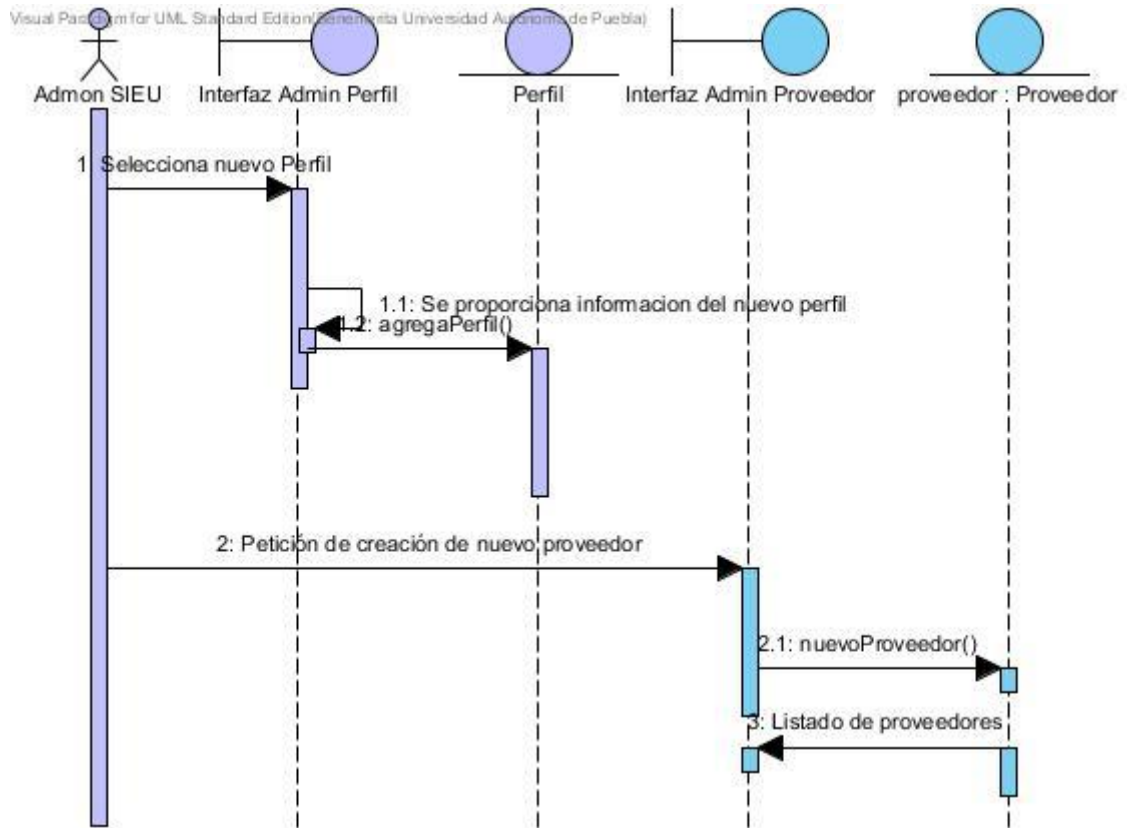 Visual Paradigm for UML Standard Edition(Benemerita Universidad Autonoma de Puebla)
Admon SIEU
Interfaz Admin Perfil
Perfil
Interfaz Admin Proveedor
proveedor : Proveedor
1: Selecciona nuevo Perfil
1.1: Se proporciona informacion del nuevo perfil
1.2: agregaPerfil()
2: Petición de creación de nuevo proveedor
2.1: nuevoProveedor()
3: Listado de proveedores